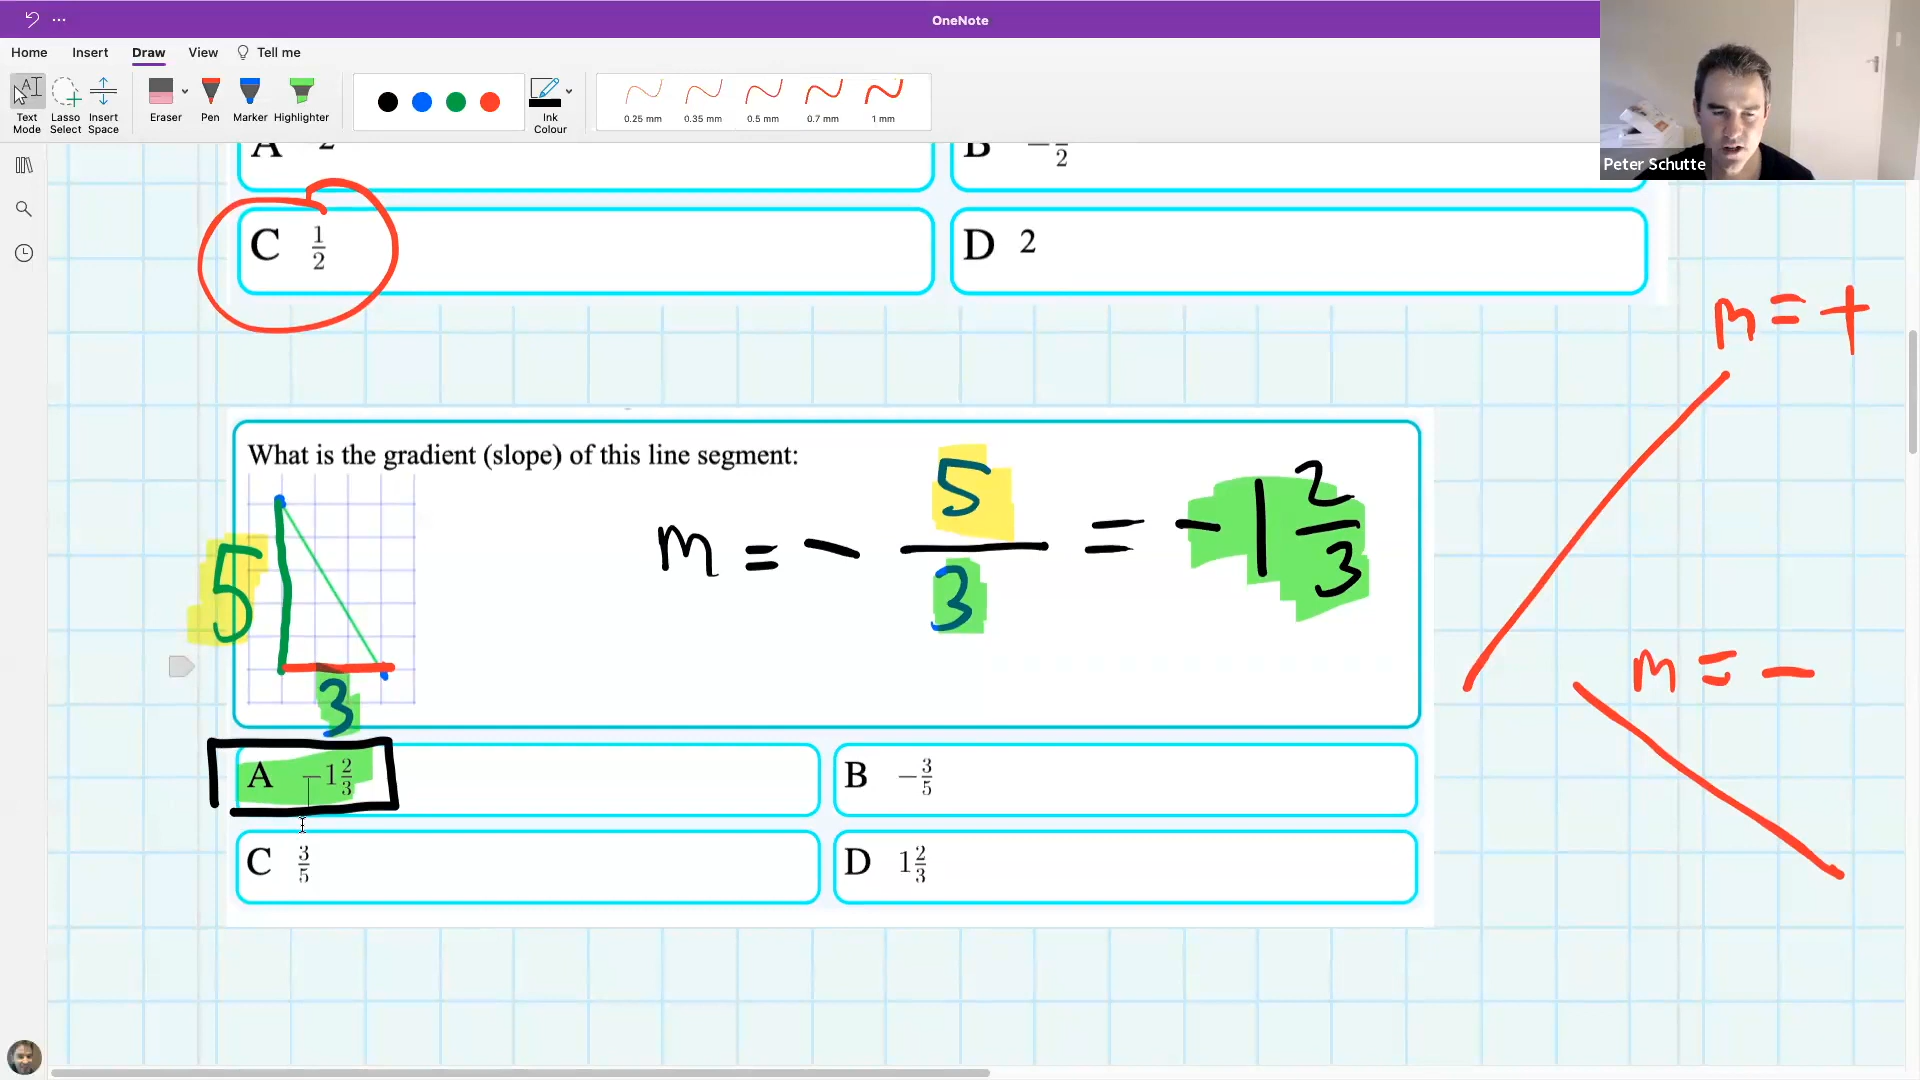 OneNote
Home Insert Draw View Tell me
Text Mode
Lasso Select
Insert Space
Eraser
Pen
Marker
Highlighter
Ink Colour
0.25 mm 0.35 mm 0.5 mm 0.7 mm 1 mm
Peter Schutte
A 2
B -1/2
C 1/2
D 2
m = +
What is the gradient (slope) of this line segment:
5
3
m = - 5/3 = -1 2/3
m = -
A -1 2/3
B -3/5
C 3/5
D 1 2/3